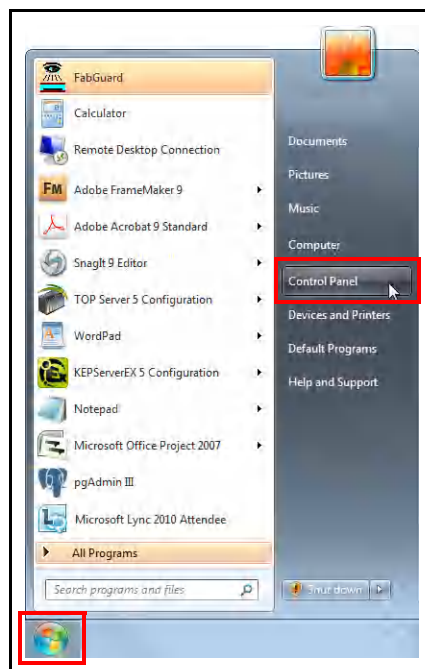 FabGuard
Calculator
Remote Desktop Connection
FM Adobe FrameMaker 9
Adobe Acrobat 9 Standard
SnagIt 9 Editor
TOP Server 5 Configuration
WordPad
KEPServerEX 5 Configuration
Notepad
Microsoft Office Project 2007
pgAdmin III
Microsoft Lync 2010 Attendee
All Programs
Search programs and files
Documents
Pictures
Music
Computer
Control Panel
Devices and Printers
Default Programs
Help and Support
Shut down